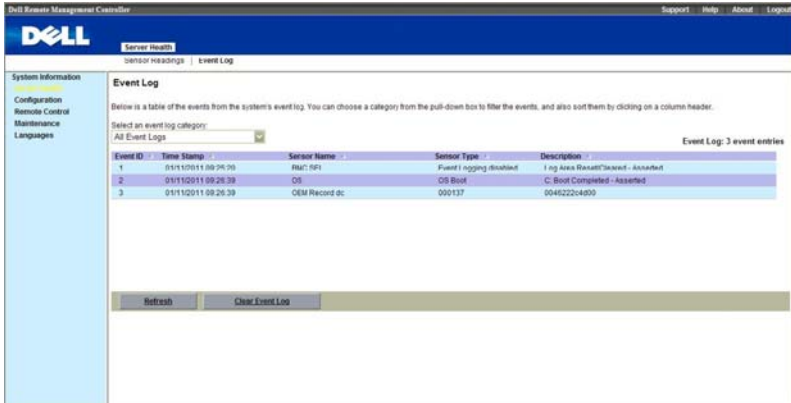 Dell Remote Management Controller
Support Help About Logout
DELL
Server Health
Sensor Readings | Event Log
System Information
Configuration
Remote Control
Maintenance
Languages
Event Log
Below is a table of the events from the system's event log. You can choose a category from the pull-down box to filter the events, and also sort them by clicking on a column header.
Select an event log category:
All Event Logs
Event Log: 3 event entries
Event ID Time Stamp Sensor Name Sensor Type Description
1 01/11/2011 09:25:20 BMC SEL Event Logging disabled Log Area Reset/Cleared - Asserted
2 01/11/2011 09:26:39 OS OS Boot C: Boot Completed - Asserted
3 01/11/2011 09:26:39 OEM Record dc 000137 0046222c4d00
Refresh Clear Event Log